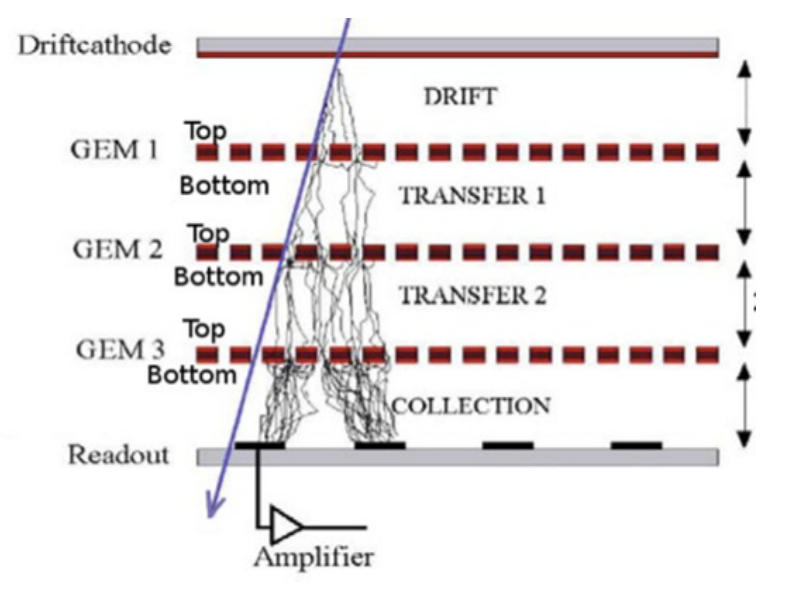 Driftcathode
DRIFT
Top
GEM 1
Bottom
TRANSFER 1
Top
GEM 2
Bottom
TRANSFER 2
Top
GEM 3
Bottom
COLLECTION
Readout
Amplifier